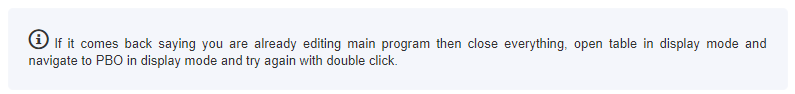 If it comes back saying you are already editing main program then close everything, open table in display mode and
navigate to PBO in display mode and try again with double click.